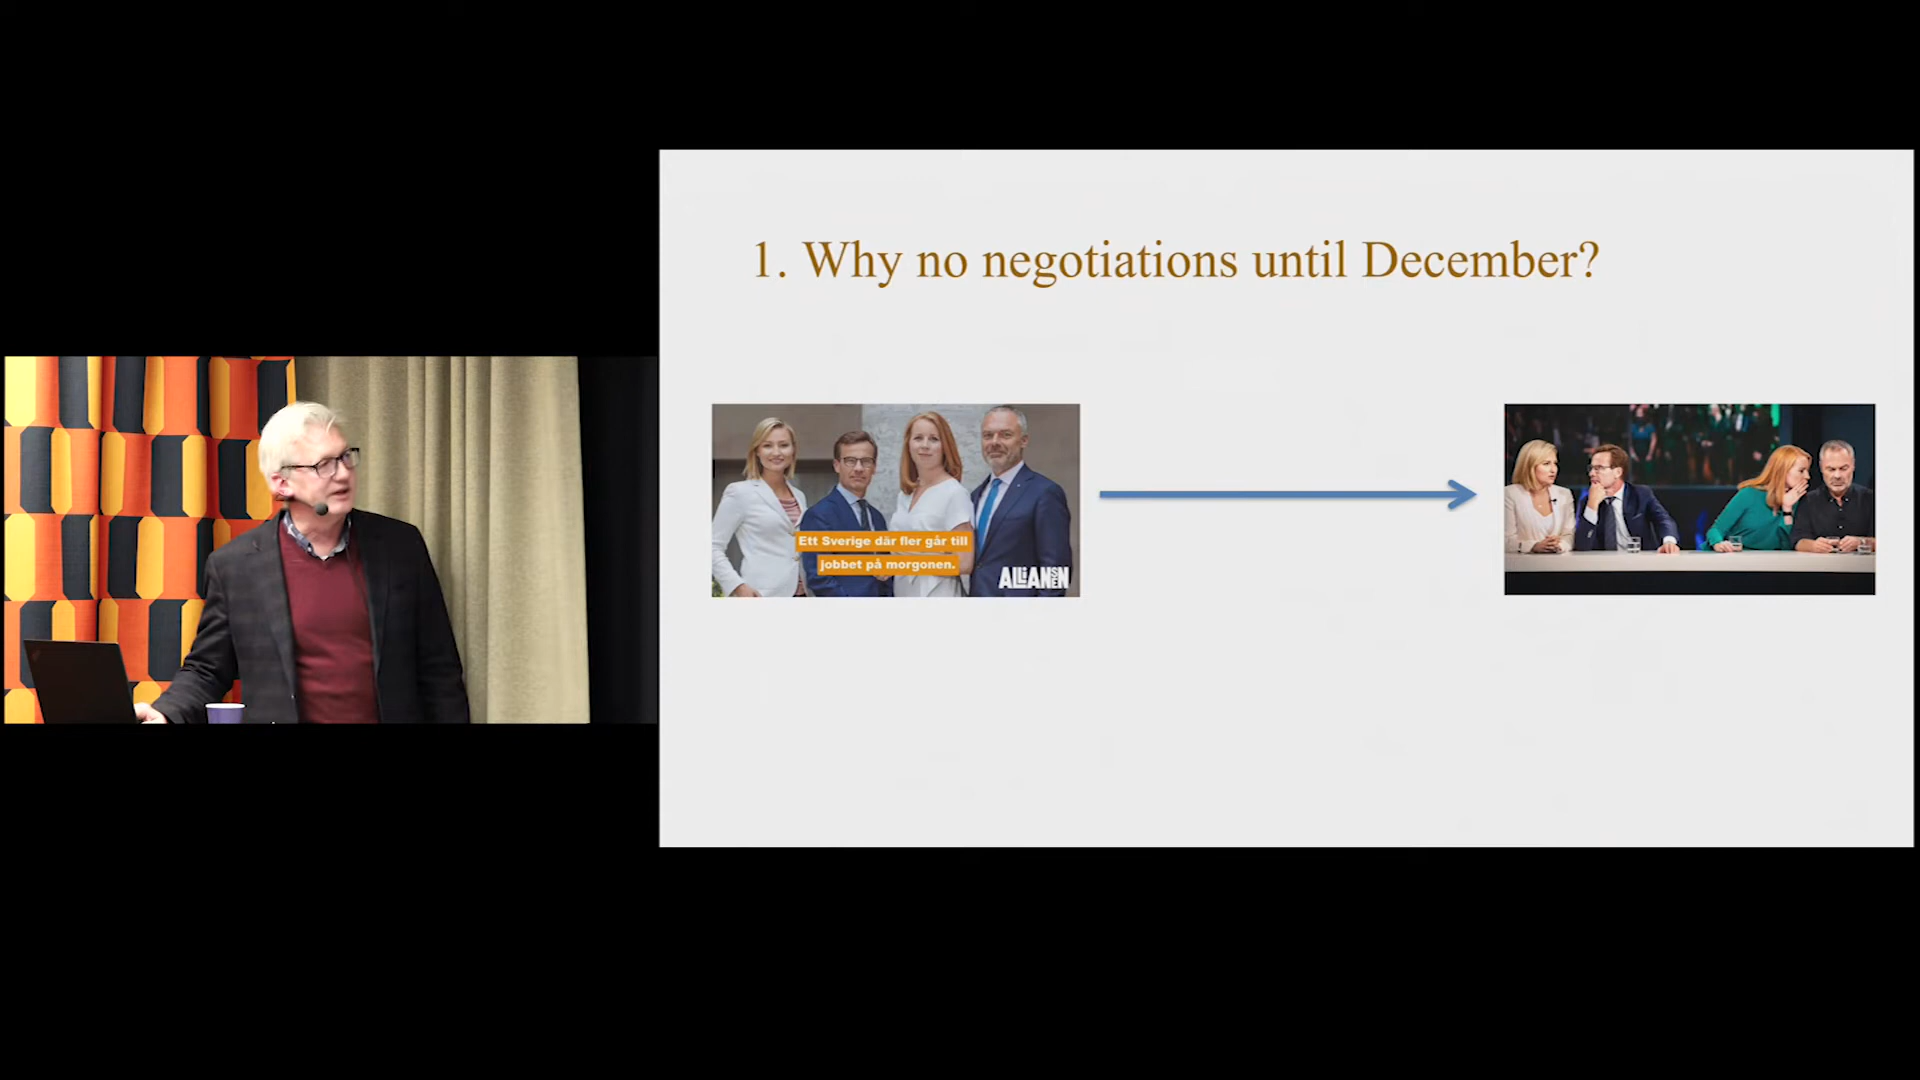 1. Why no negotiations until December?
Ett Sverige där fler går till
jobbet på morgonen.
ALLIANSEN